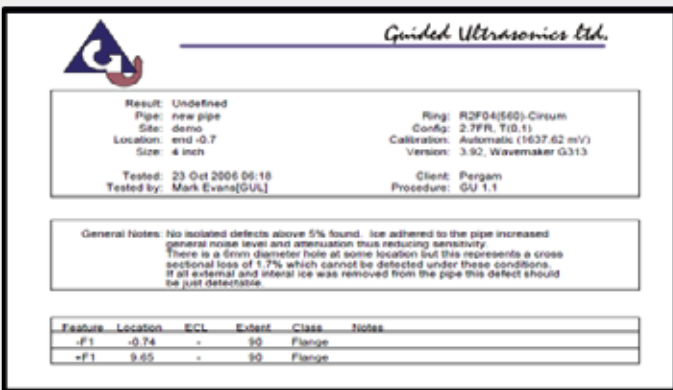 GU
Guided Ultrasonics Ltd.
Result: Undefined
Pipe: new pipe
Site: demo
Location: end -0.7
Size: 4 inch
Tested: 23 Oct 2006 06:18
Tested by: Mark Evans[GUL]
Ring: R2F04(560)-Circum
Config: 2.7FR, T(0,1)
Calibration: Automatic (1637.62 mV)
Version: 3.92, Wavemaker G313
Client: Pergam
Procedure: GU 1.1
General Notes: No isolated defects above 5% found. Ice adhered to the pipe increased
general noise level and attenuation thus reducing sensitivity
There is a 6mm diameter hole at some location but this represents a cross
sectional loss of 1.7% which cannot be detected under these conditions.
If all external and interal ice was removed from the pipe this defect should
be just detectable.
Feature Location ECL Extent Class Notes
-F1 -0.74 - 90 Flange
+F1 9.65 - 90 Flange